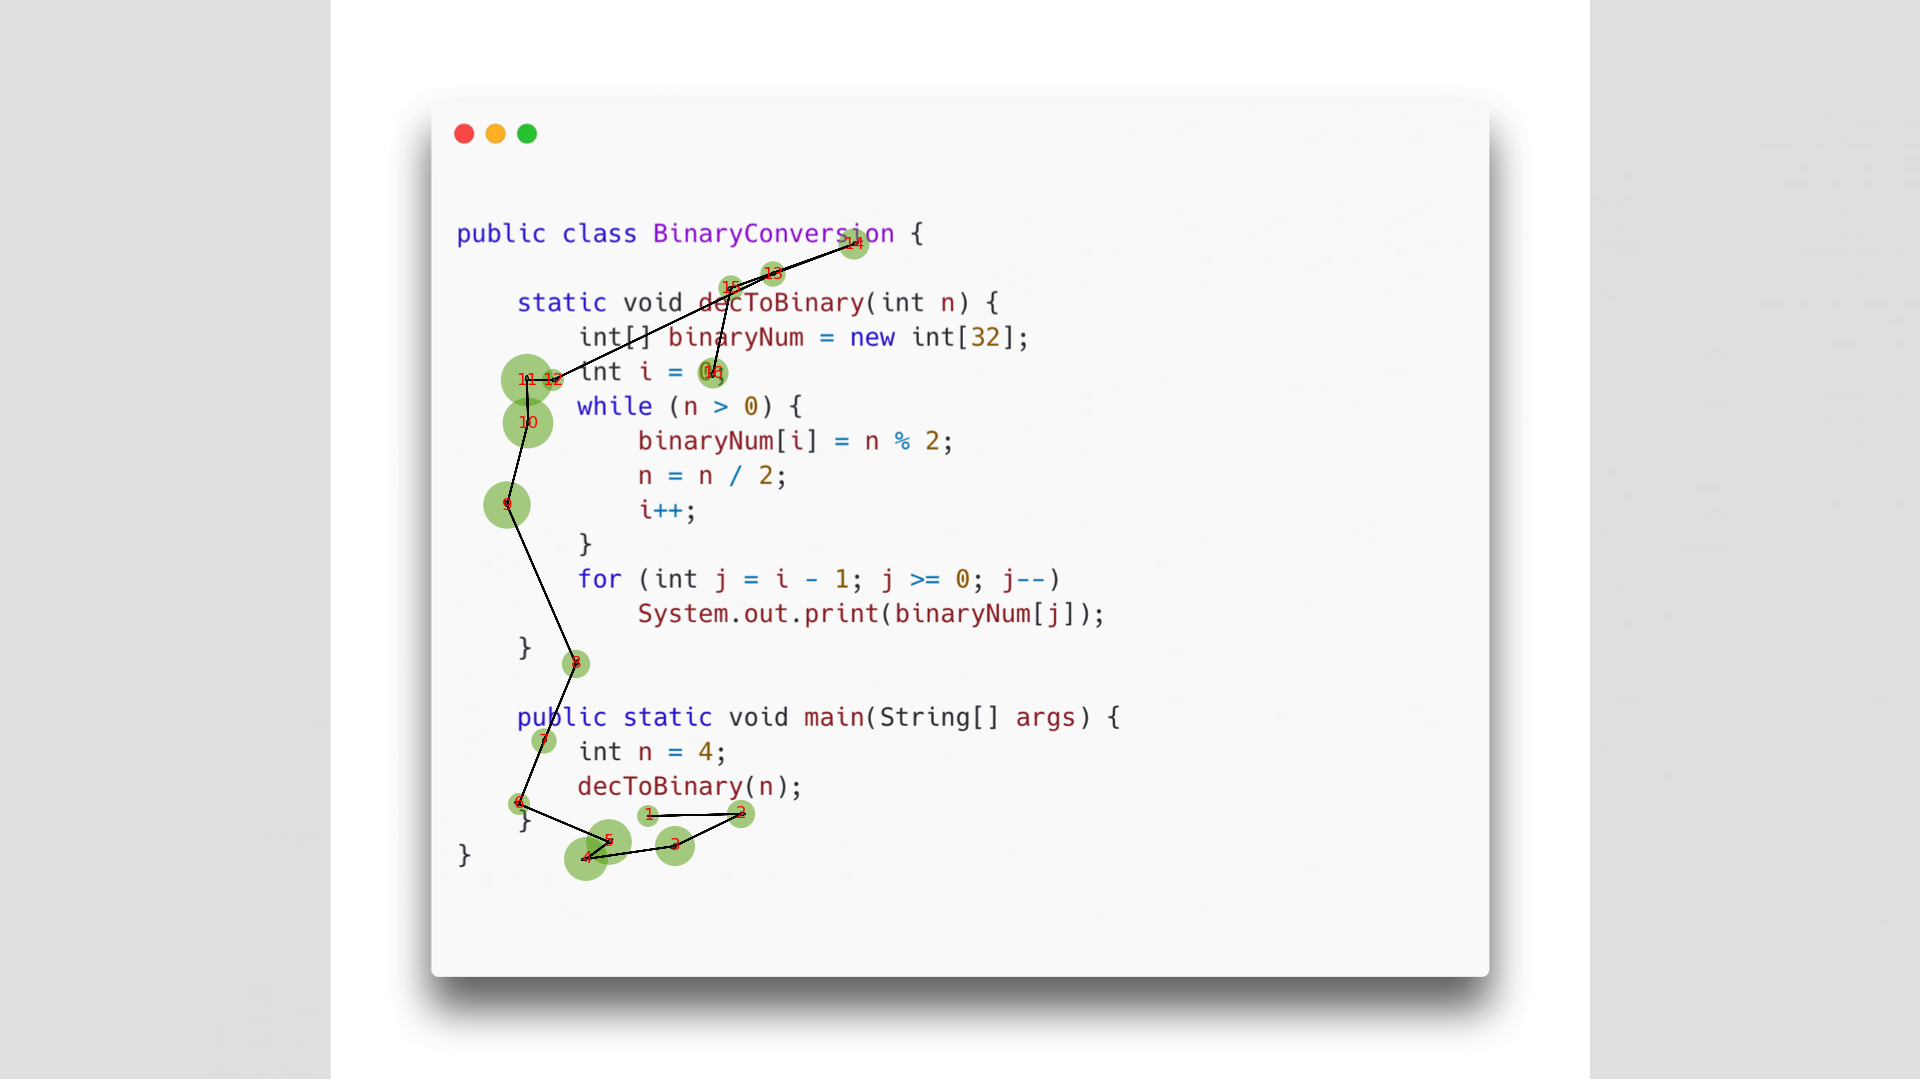 public class BinaryConversion {
static void decToBinary(int n) {
int[] binaryNum = new int[32];
int i = 0;
while (n > 0) {
binaryNum[i] = n % 2;
n = n / 2;
i++;
}
for (int j = i - 1; j >= 0; j--)
System.out.print(binaryNum[j]);
}
public static void main(String[] args) {
int n = 4;
decToBinary(n);
}
}
14
13
15
11 12
16
10
9
8
7
6
1
2
5
3
4